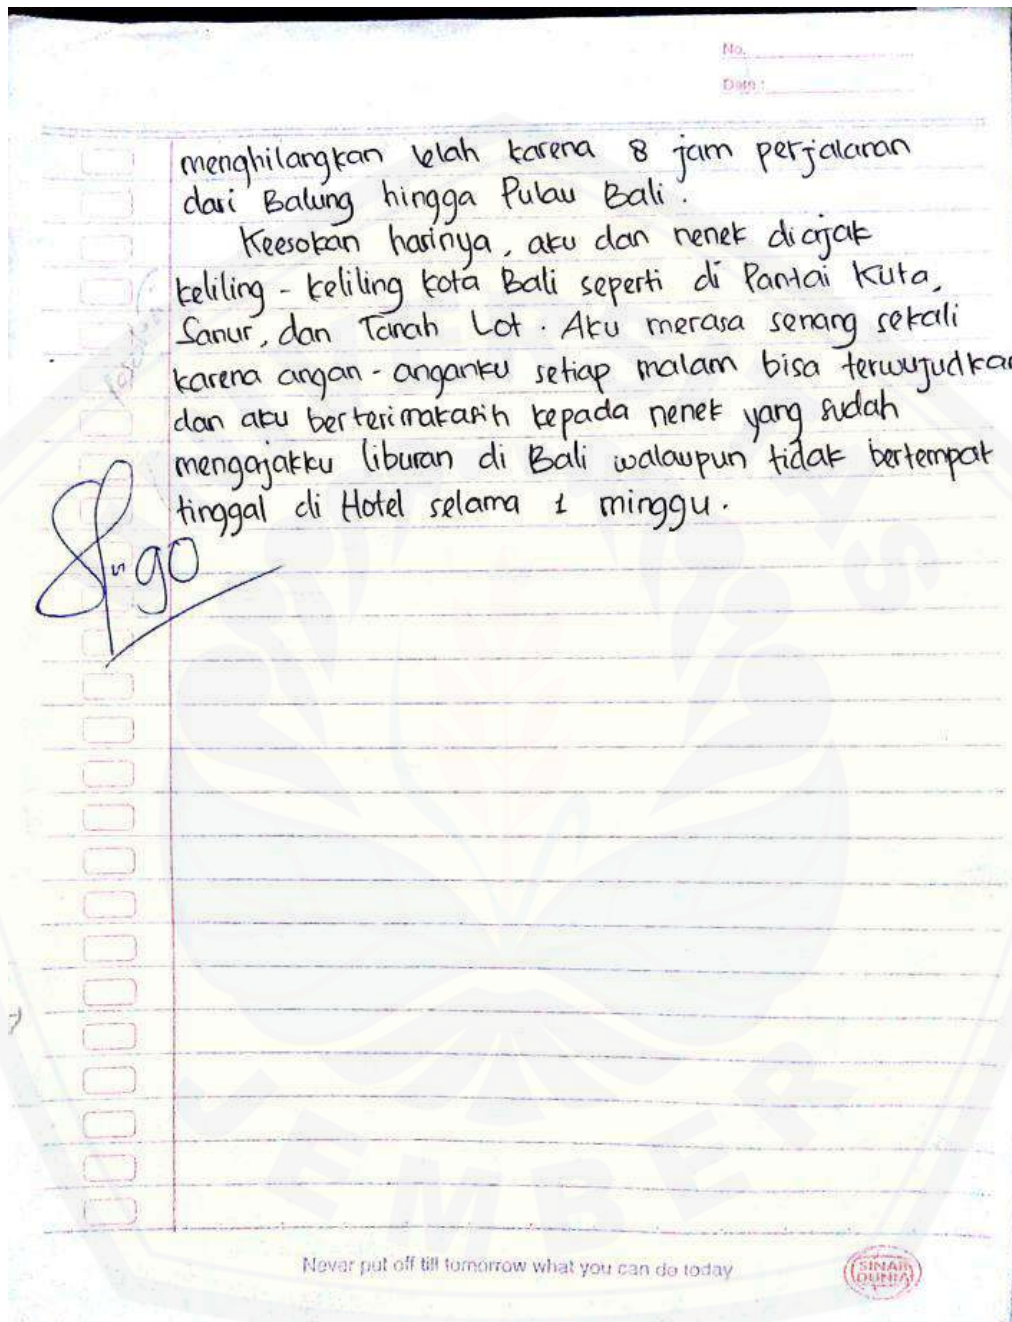 No.
Date :
menghilangkan lelah karena 8 jam perjalanan
dari Balung hingga Pulau Bali.
Keesokan harinya, aku dan nenek diajak
keliling - keliling kota Bali seperti di Pantai Kuta,
Sanur, dan Tanah Lot. Aku merasa senang sekali
karena angan - anganku setiap malam bisa terwujudkan
dan aku berterimakasih kepada nenek yang sudah
mengajakku liburan di Bali walaupun tidak bertempat
tinggal di Hotel selama 1 minggu.
90
Never put off till tomorrow what you can do today
SINAR
DUNIA
JEMBER